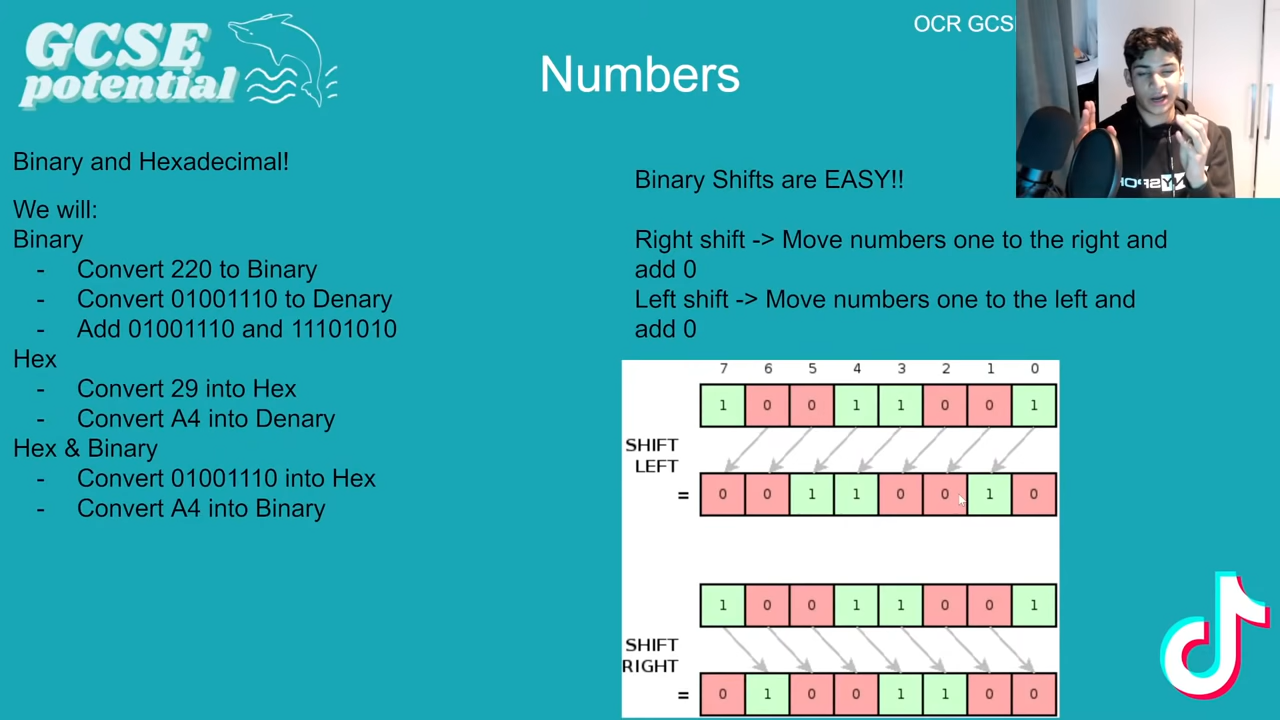 GCSE
potential
OCR GCS
Numbers
Binary and Hexadecimal!
We will:
Binary
- Convert 220 to Binary
- Convert 01001110 to Denary
- Add 01001110 and 11101010
Hex
- Convert 29 into Hex
- Convert A4 into Denary
Hex & Binary
- Convert 01001110 into Hex
- Convert A4 into Binary
Binary Shifts are EASY!!
Right shift -> Move numbers one to the right and
add 0
Left shift -> Move numbers one to the left and
add 0
7 6 5 4 3 2 1 0
1 0 0 1 1 0 0 1
SHIFT
LEFT
= 0 0 1 1 0 0 1 0
1 0 0 1 1 0 0 1
SHIFT
RIGHT
= 0 1 0 0 1 1 0 0